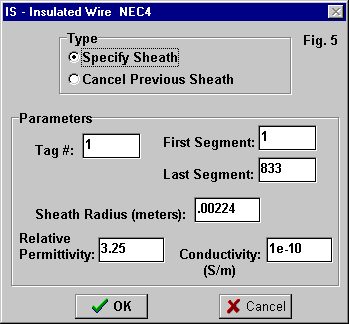 IS - Insulated Wire NEC4
Type
Fig. 5
Specify Sheath
Cancel Previous Sheath
Parameters
Tag #: 1
First Segment: 1
Last Segment: 833
Sheath Radius (meters): .00224
Relative
Permittivity: 3.25
Conductivity: 1e-10
(S/m)
OK
Cancel